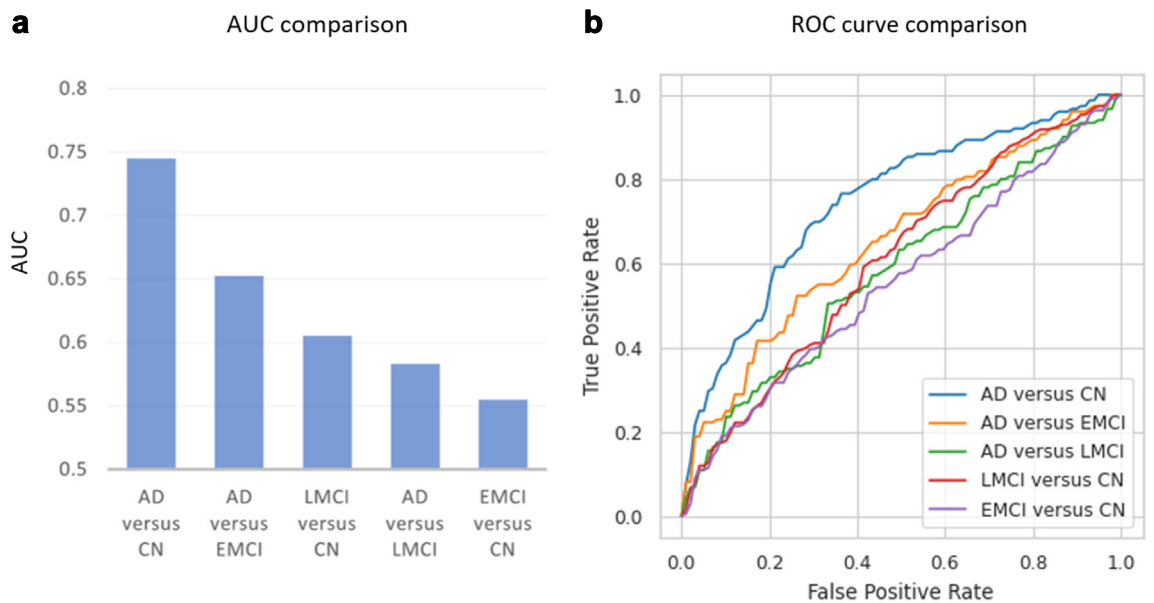 a
AUC comparison
0.8
0.75
0.7
0.65
0.6
0.55
0.5
AUC
AD
versus
CN
AD
versus
EMCI
LMCI
versus
CN
AD
versus
LMCI
EMCI
versus
CN
b
ROC curve comparison
1.0
0.8
0.6
0.4
0.2
0.0
True Positive Rate
AD versus CN
AD versus EMCI
AD versus LMCI
LMCI versus CN
EMCI versus CN
0.0 0.2 0.4 0.6 0.8 1.0
False Positive Rate